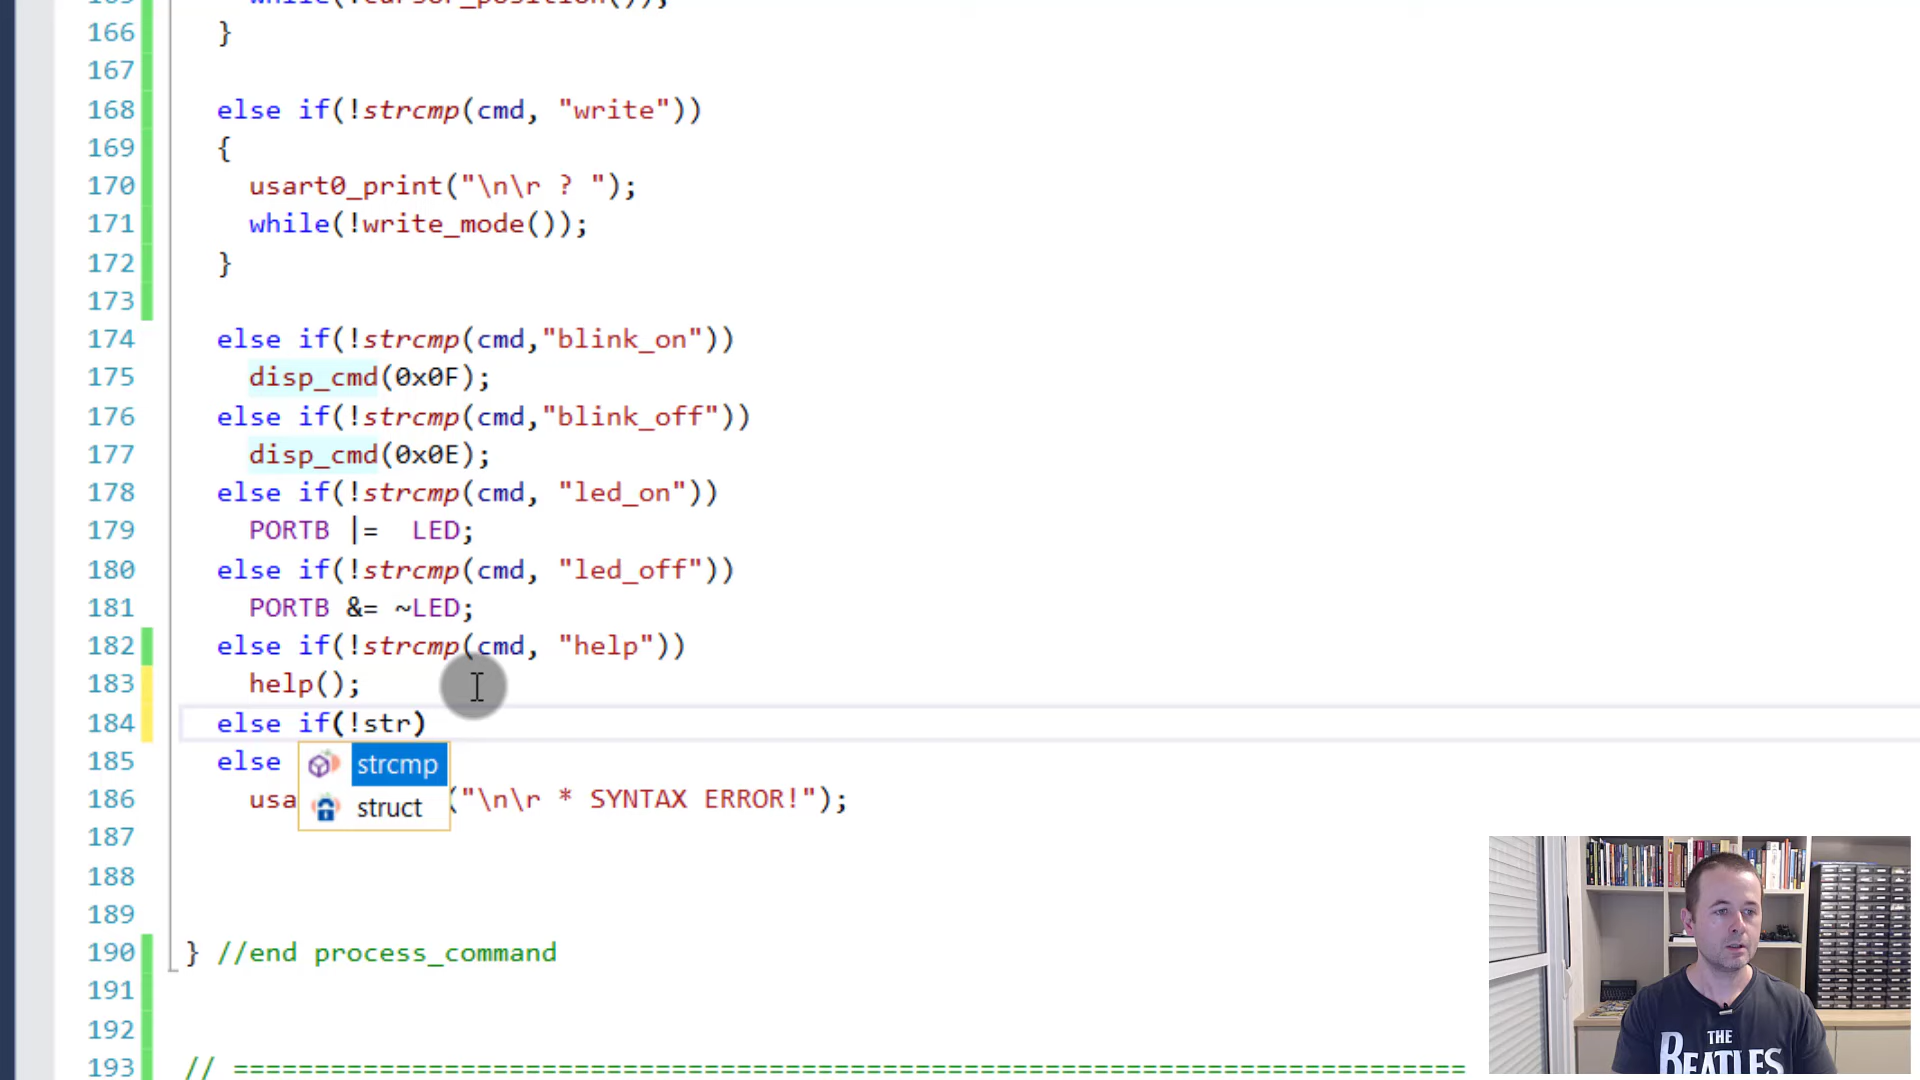 165 while(!cursor_position());
166 }
167
168 else if(!strcmp(cmd, "write"))
169 {
170 usart0_print("\n\r ? ");
171 while(!write_mode());
172 }
173
174 else if(!strcmp(cmd,"blink_on"))
175 disp_cmd(0x0F);
176 else if(!strcmp(cmd,"blink_off"))
177 disp_cmd(0x0E);
178 else if(!strcmp(cmd, "led_on"))
179 PORTB |=  LED;
180 else if(!strcmp(cmd, "led_off"))
181 PORTB &= ~LED;
182 else if(!strcmp(cmd, "help"))
183 help();
184 else if(!str)
185 else
strcmp
186 usa ("\n\r * SYNTAX ERROR!");
struct
187
188
189
190 } //end process_command
191
192
193 // ============================================================================
THE
BEATLES